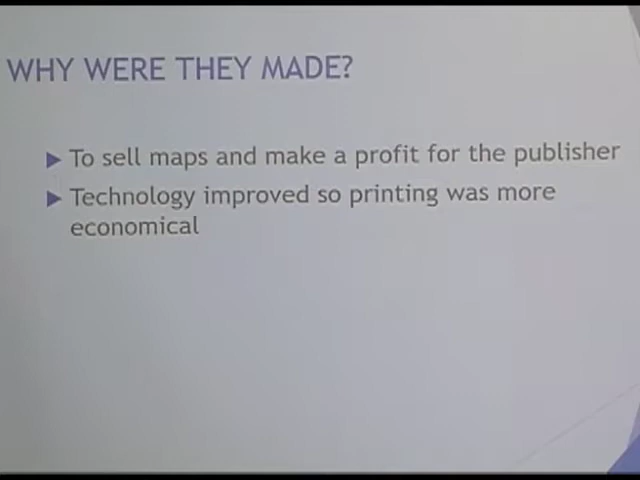 WHY WERE THEY MADE?
To sell maps and make a profit for the publisher
Technology improved so printing was more
economical